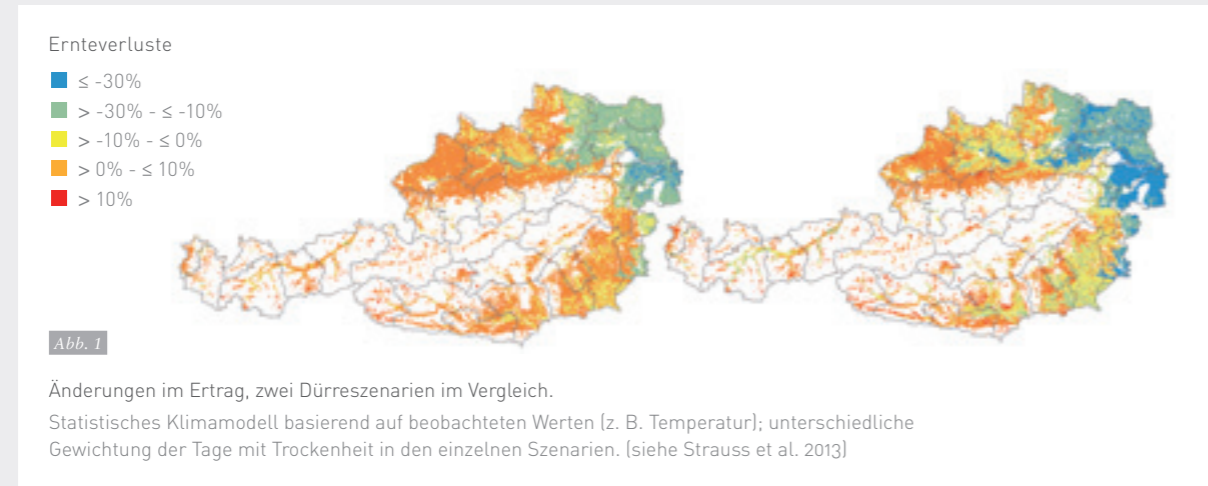 Ernteverluste
≤ -30%
> -30% - ≤ -10%
> -10% - ≤ 0%
> 0% - ≤ 10%
> 10%
Abb. 1
Änderungen im Ertrag, zwei Dürreszenarien im Vergleich.
Statistisches Klimamodell basierend auf beobachteten Werten (z. B. Temperatur); unterschiedliche
Gewichtung der Tage mit Trockenheit in den einzelnen Szenarien. (siehe Strauss et al. 2013)